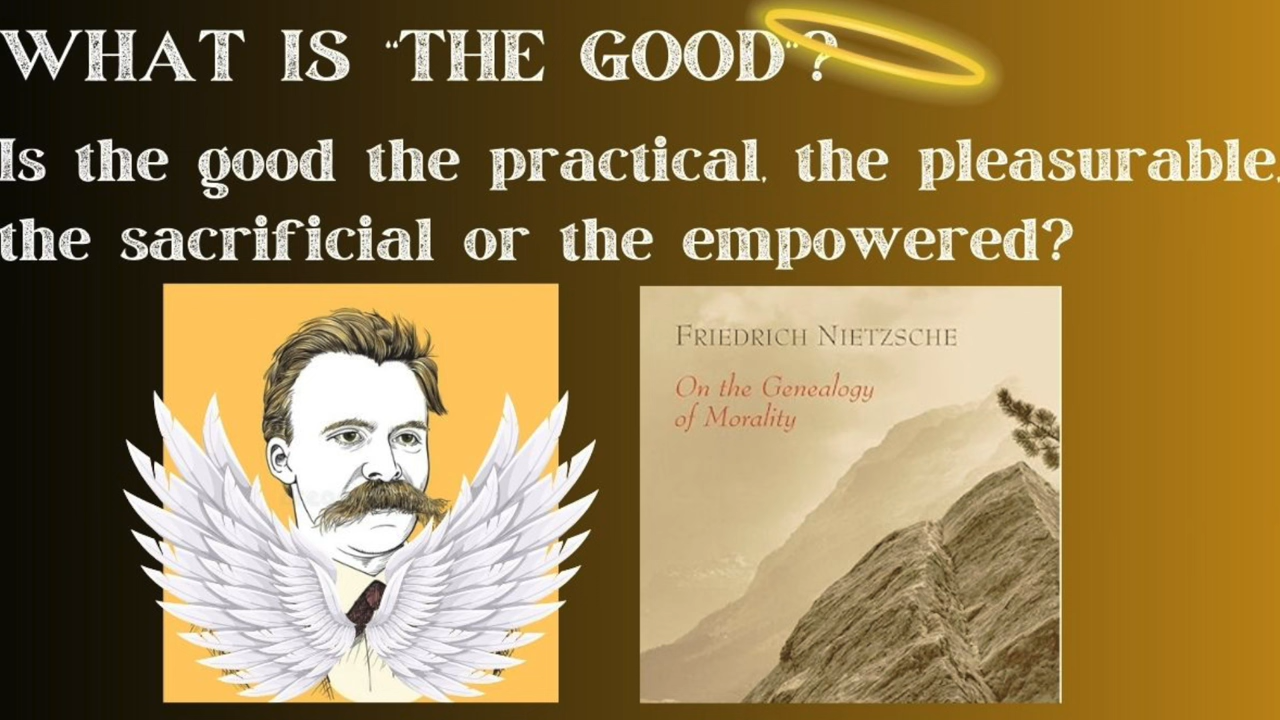 WHAT IS "THE GOOD"?
Is the good the practical, the pleasurable,
the sacrificial or the empowered?
FRIEDRICH NIETZSCHE
On the Genealogy
of Morality